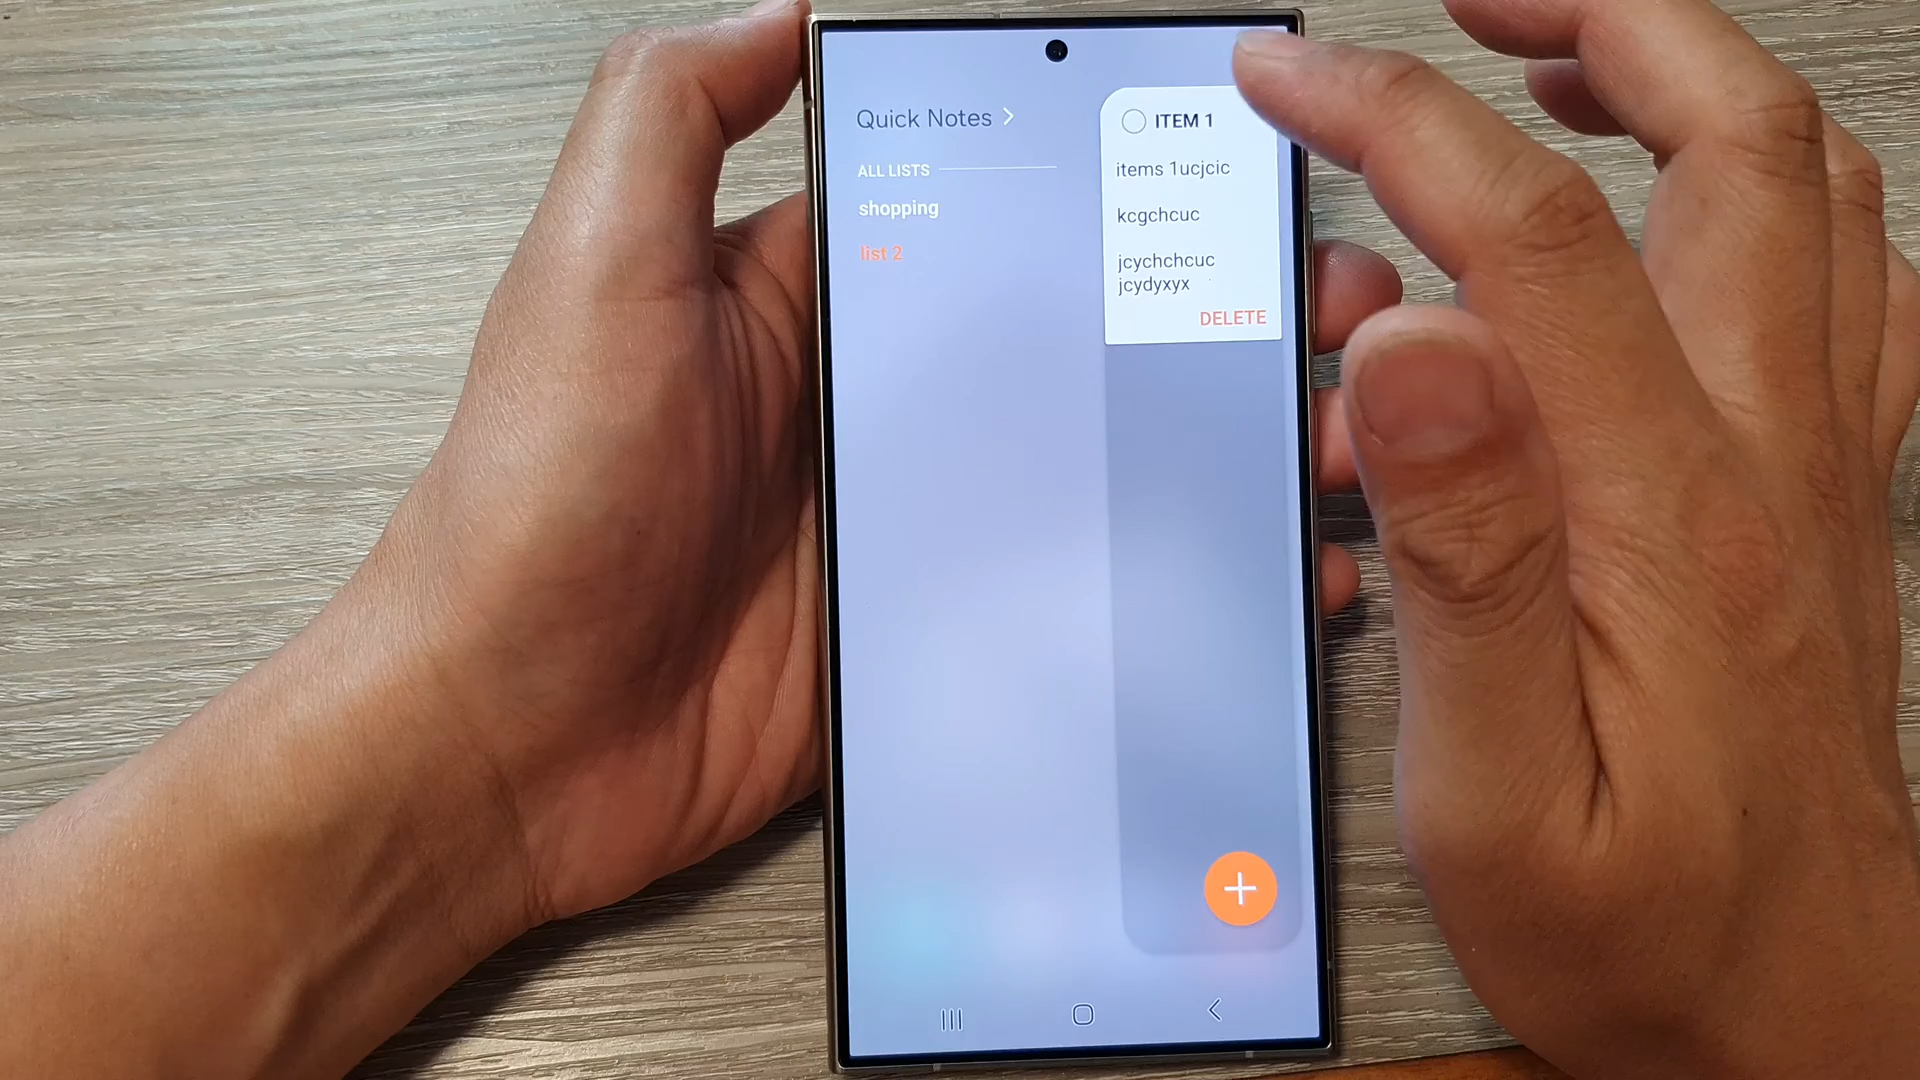 Quick Notes
ALL LISTS
shopping
list 2
ITEM 1
items 1ucjcic
kcgchcuc
jcychchcuc
jcydyxyx
DELETE